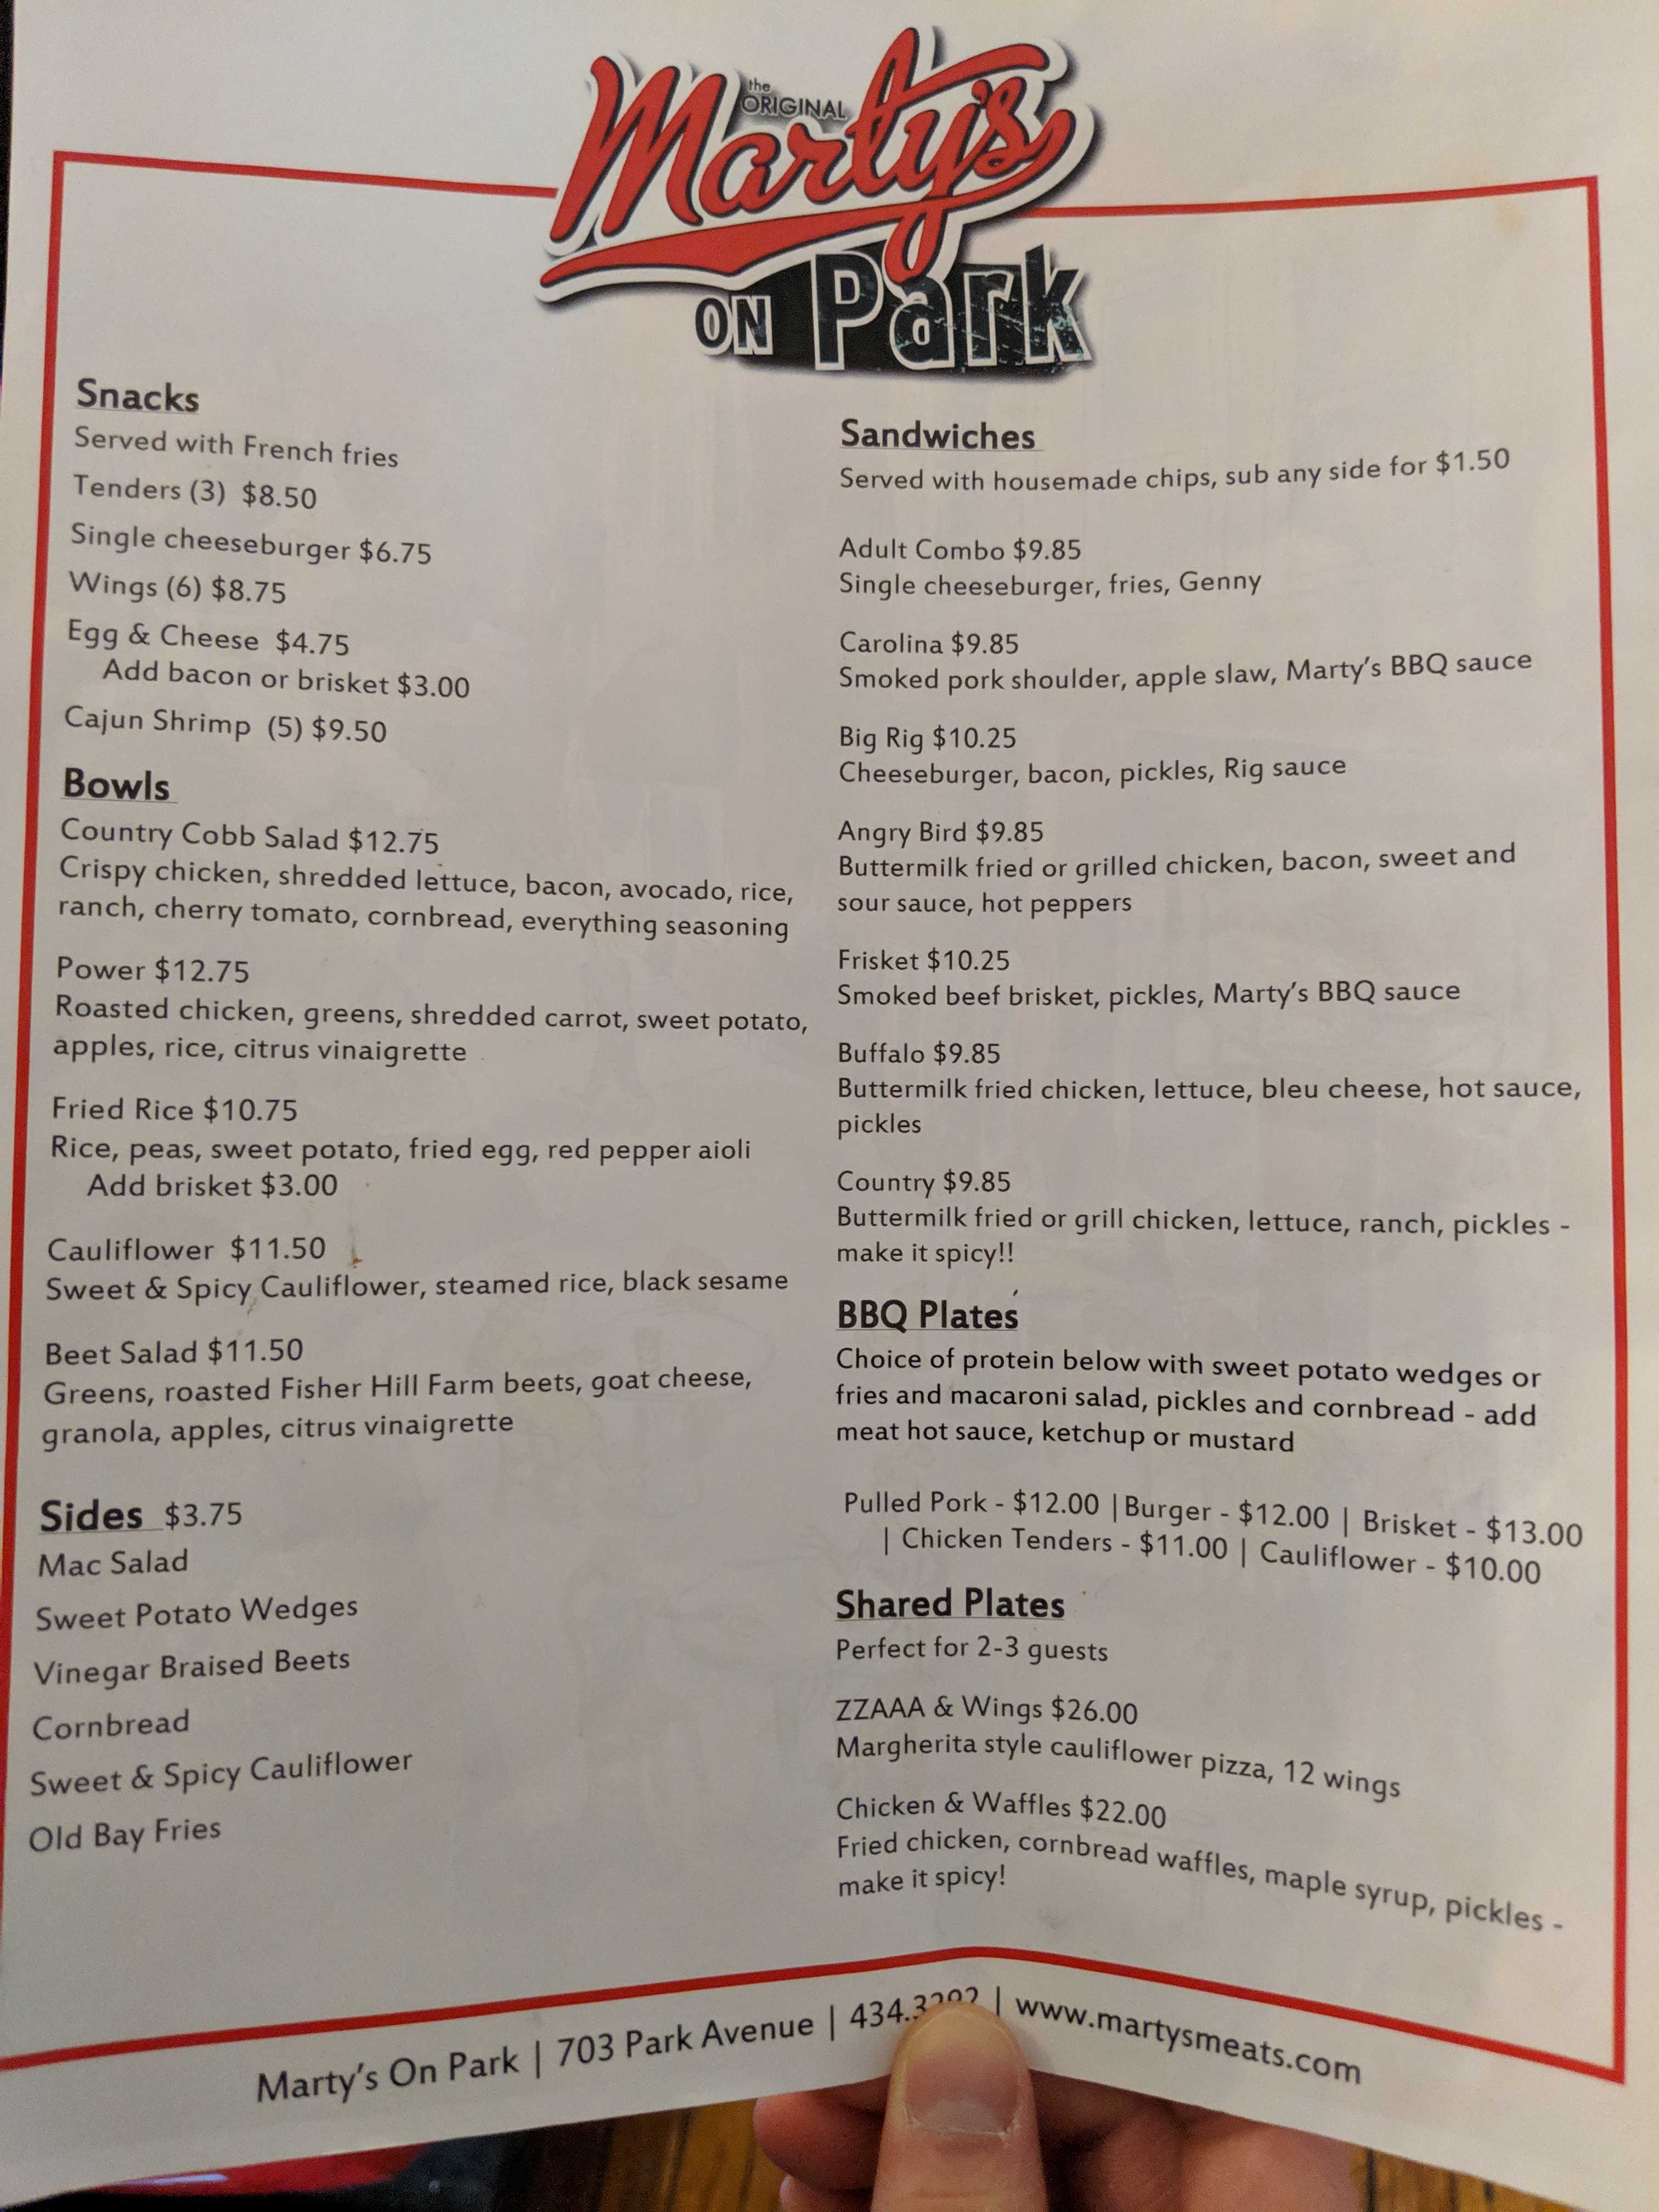 the
ORIGINAL
Marty's
ON Park
Snacks
Served with French fries
Tenders (3) $8.50
Single cheeseburger $6.75
Wings (6) $8.75
Egg & Cheese $4.75
Add bacon or brisket $3.00
Cajun Shrimp (5) $9.50
Bowls
Country Cobb Salad $12.75
Crispy chicken, shredded lettuce, bacon, avocado, rice,
ranch, cherry tomato, cornbread, everything seasoning
Power $12.75
Roasted chicken, greens, shredded carrot, sweet potato,
apples, rice, citrus vinaigrette
Fried Rice $10.75
Rice, peas, sweet potato, fried egg, red pepper aioli
Add brisket $3.00
Cauliflower $11.50
Sweet & Spicy Cauliflower, steamed rice, black sesame
Beet Salad $11.50
Greens, roasted Fisher Hill Farm beets, goat cheese,
granola, apples, citrus vinaigrette
Sides $3.75
Mac Salad
Sweet Potato Wedges
Vinegar Braised Beets
Cornbread
Sweet & Spicy Cauliflower
Old Bay Fries
Sandwiches
Served with housemade chips, sub any side for $1.50
Adult Combo $9.85
Single cheeseburger, fries, Genny
Carolina $9.85
Smoked pork shoulder, apple slaw, Marty's BBQ sauce
Big Rig $10.25
Cheeseburger, bacon, pickles, Rig sauce
Angry Bird $9.85
Buttermilk fried or grilled chicken, bacon, sweet and
sour sauce, hot peppers
Frisket $10.25
Smoked beef brisket, pickles, Marty's BBQ sauce
Buffalo $9.85
Buttermilk fried chicken, lettuce, bleu cheese, hot sauce,
pickles
Country $9.85
Buttermilk fried or grill chicken, lettuce, ranch, pickles -
make it spicy!!
BBQ Plates
Choice of protein below with sweet potato wedges or
fries and macaroni salad, pickles and cornbread - add
meat hot sauce, ketchup or mustard
Pulled Pork - $12.00 |Burger - $12.00 | Brisket - $13.00
| Chicken Tenders - $11.00 | Cauliflower - $10.00
Shared Plates
Perfect for 2-3 guests
ZZAAA & Wings $26.00
Margherita style cauliflower pizza, 12 wings
Chicken & Waffles $22.00
Fried chicken, cornbread waffles, maple syrup, pickles -
make it spicy!
Marty's On Park | 703 Park Avenue | | www.martysmeats.com